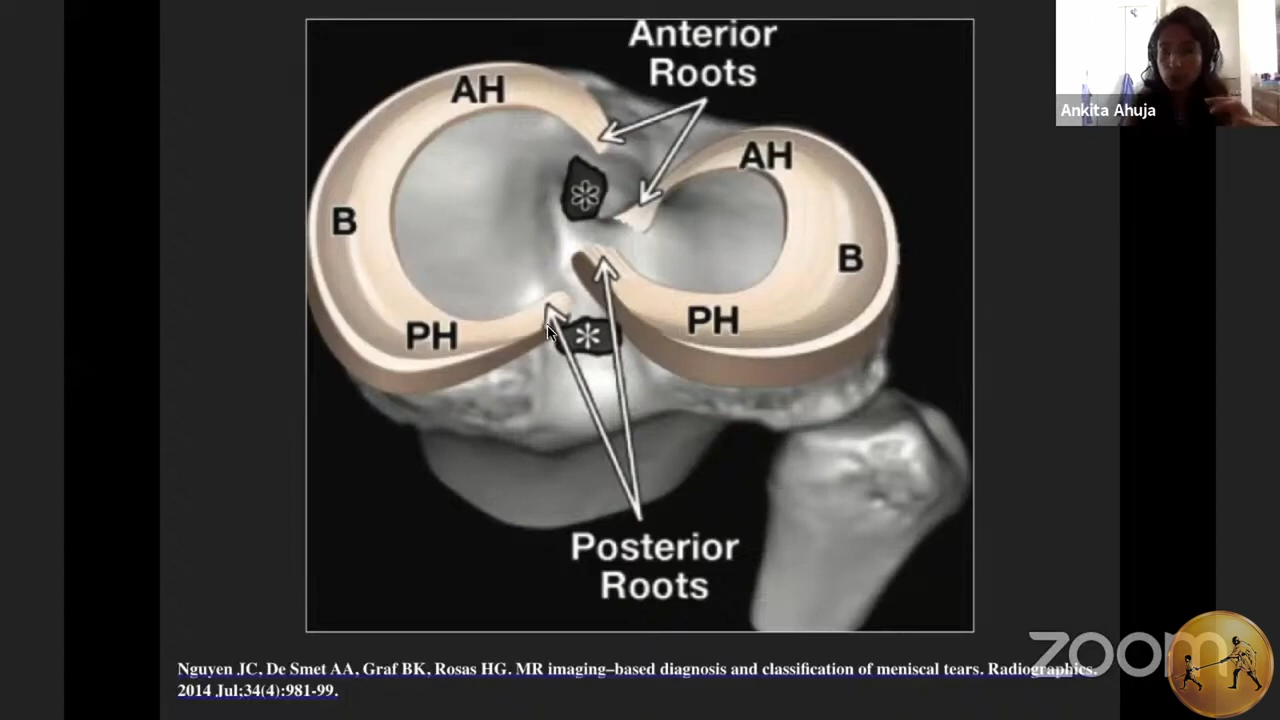 Anterior
Roots
AH
AH
B
B
PH
PH
Posterior
Roots
Ankita Ahuja
Nguyen JC, De Smet AA, Graf BK, Rosas HG. MR imaging–based diagnosis and classification of meniscal tears. Radiographics.
2014 Jul;34(4):981-99.
zoom